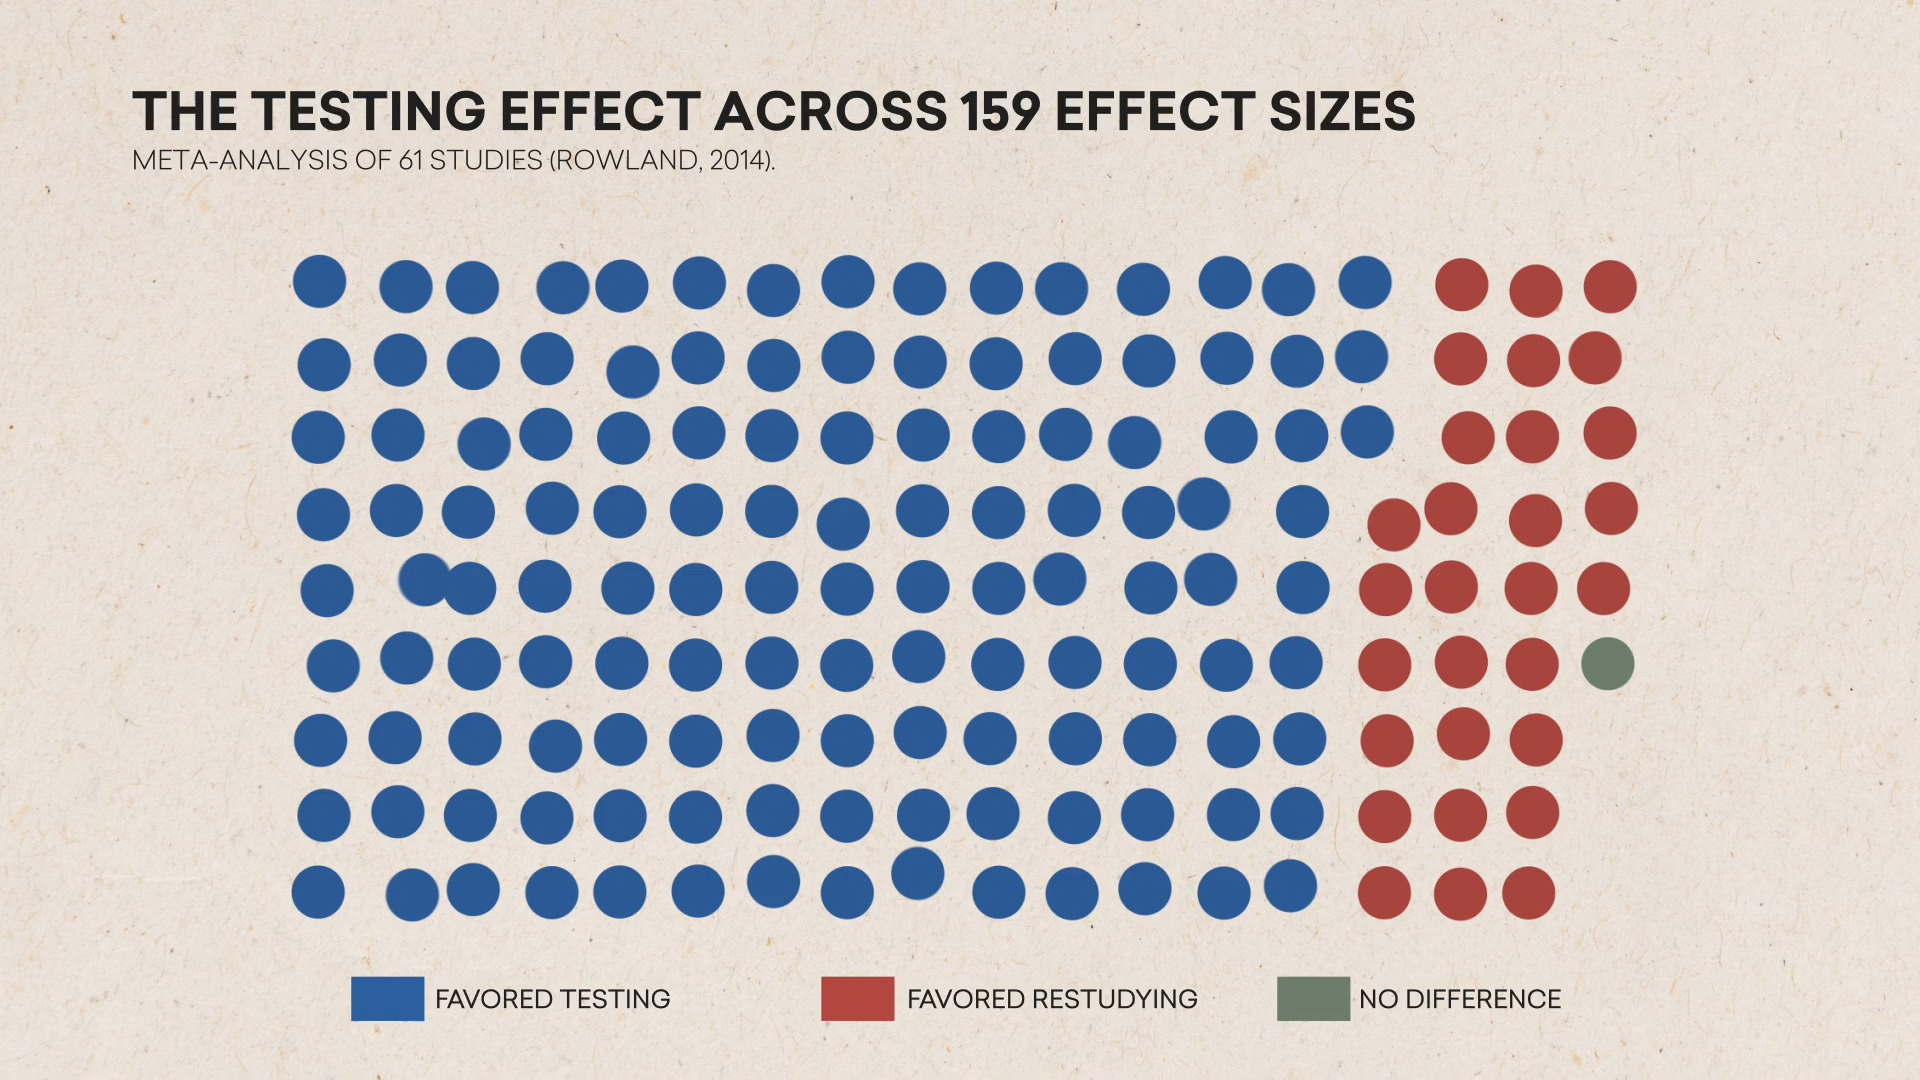 THE TESTING EFFECT ACROSS 159 EFFECT SIZES
META-ANALYSIS OF 61 STUDIES (ROWLAND, 2014).
FAVORED TESTING
FAVORED RESTUDYING
NO DIFFERENCE